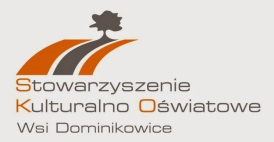 Stowarzyszenie
Kulturalno Oświatowe
Wsi Dominikowice